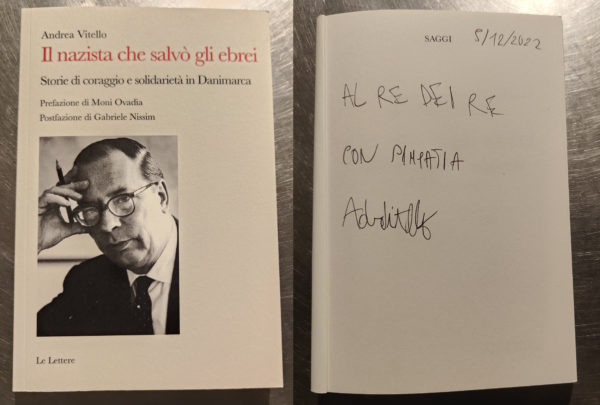 Andrea Vitello
Il nazista che salvò gli ebrei
Storie di coraggio e solidarietà in Danimarca
Prefazione di Moni Ovadia
Postfazione di Gabriele Nissim
Le Lettere
SAGGI
5/12/2022
AL RE DEI RE
CON SIMPATIA